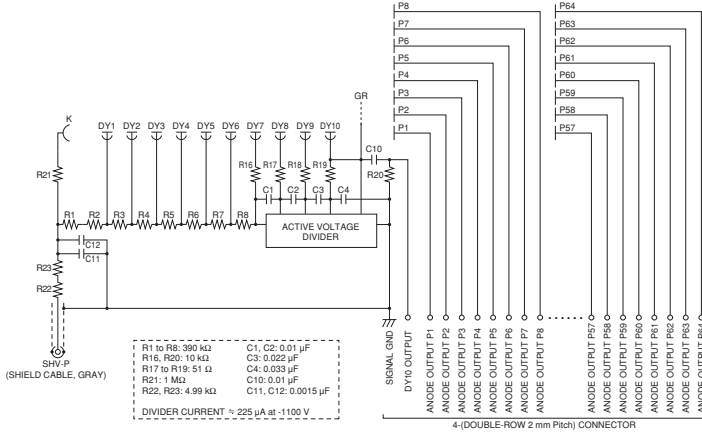 P8
P7
P6
P5
P4
P3
P2
P1
P64
P63
P62
P61
P60
P59
P58
P57
GR
K
DY1 DY2 DY3 DY4 DY5 DY6 DY7 DY8 DY9 DY10
C10
R16 R17 R18 R19 R20
R21
C1 C2 C3 C4
R1 R2 R3 R4 R5 R6 R7 R8
ACTIVE VOLTAGE
DIVIDER
C12
C11
R23
R22
SHV-P
(SHIELD CABLE, GRAY)
R1 to R8: 390 kΩ
R16, R20: 10 kΩ
R17 to R19: 51 Ω
R21: 1 MΩ
R22, R23: 4.99 kΩ
C1, C2: 0.01 µF
C3: 0.022 µF
C4: 0.033 µF
C10: 0.01 µF
C11, C12: 0.0015 µF
DIVIDER CURRENT ≒ 225 µA at -1100 V
SIGNAL GND
DY10 OUTPUT
ANODE OUTPUT P1
ANODE OUTPUT P2
ANODE OUTPUT P3
ANODE OUTPUT P4
ANODE OUTPUT P5
ANODE OUTPUT P6
ANODE OUTPUT P7
ANODE OUTPUT P8
ANODE OUTPUT P57
ANODE OUTPUT P58
ANODE OUTPUT P59
ANODE OUTPUT P60
ANODE OUTPUT P61
ANODE OUTPUT P62
ANODE OUTPUT P63
ANODE OUTPUT P64
4-(DOUBLE-ROW 2 mm Pitch) CONNECTOR